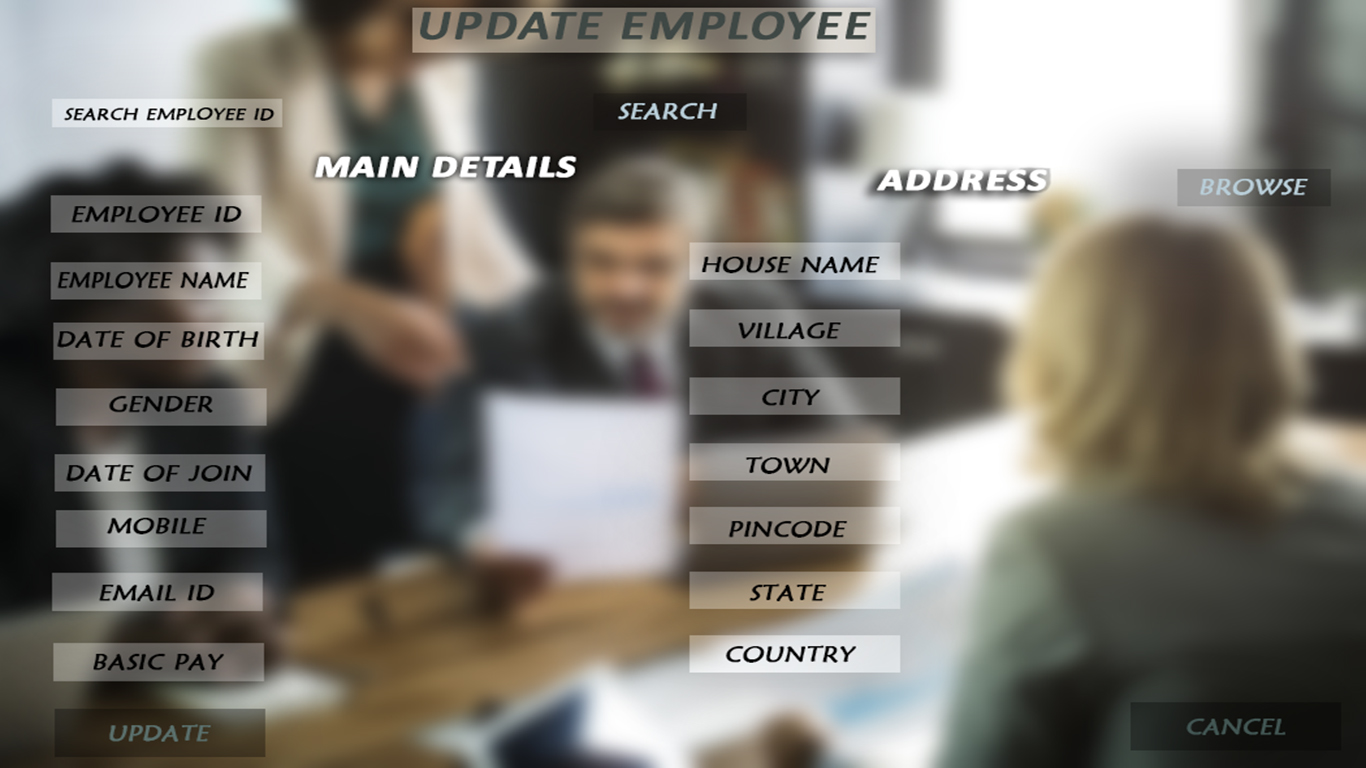 UPDATE EMPLOYEE
SEARCH EMPLOYEE ID
SEARCH
MAIN DETAILS
ADDRESS
BROWSE
EMPLOYEE ID
EMPLOYEE NAME
DATE OF BIRTH
GENDER
DATE OF JOIN
MOBILE
EMAIL ID
BASIC PAY
HOUSE NAME
VILLAGE
CITY
TOWN
PINCODE
STATE
COUNTRY
UPDATE
CANCEL